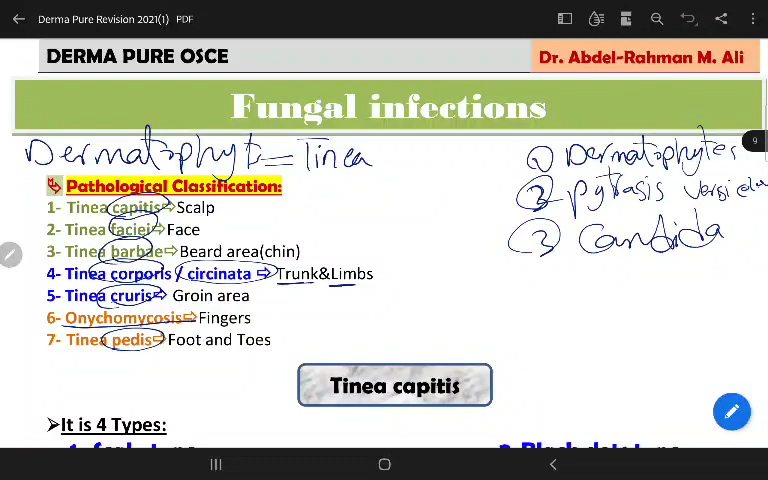 Derma Pure Revision 2021(1) PDF
DERMA PURE OSCE
Dr. Abdel-Rahman M. Ali
Fungal infections
9
Dermatophyt = Tinea
① Dermatophytes
② Pytrasis versicolo
③ Candida
Pathological Classification:
1- Tinea capitis⇨Scalp
2- Tinea faciei⇨Face
3- Tinea barbae⇨Beard area(chin)
4- Tinea corporis / circinata ⇨ Trunk&Limbs
5- Tinea cruris⇨ Groin area
6- Onychomycosis⇨Fingers
7- Tinea pedis⇨Foot and Toes
Tinea capitis
➢It is 4 Types: